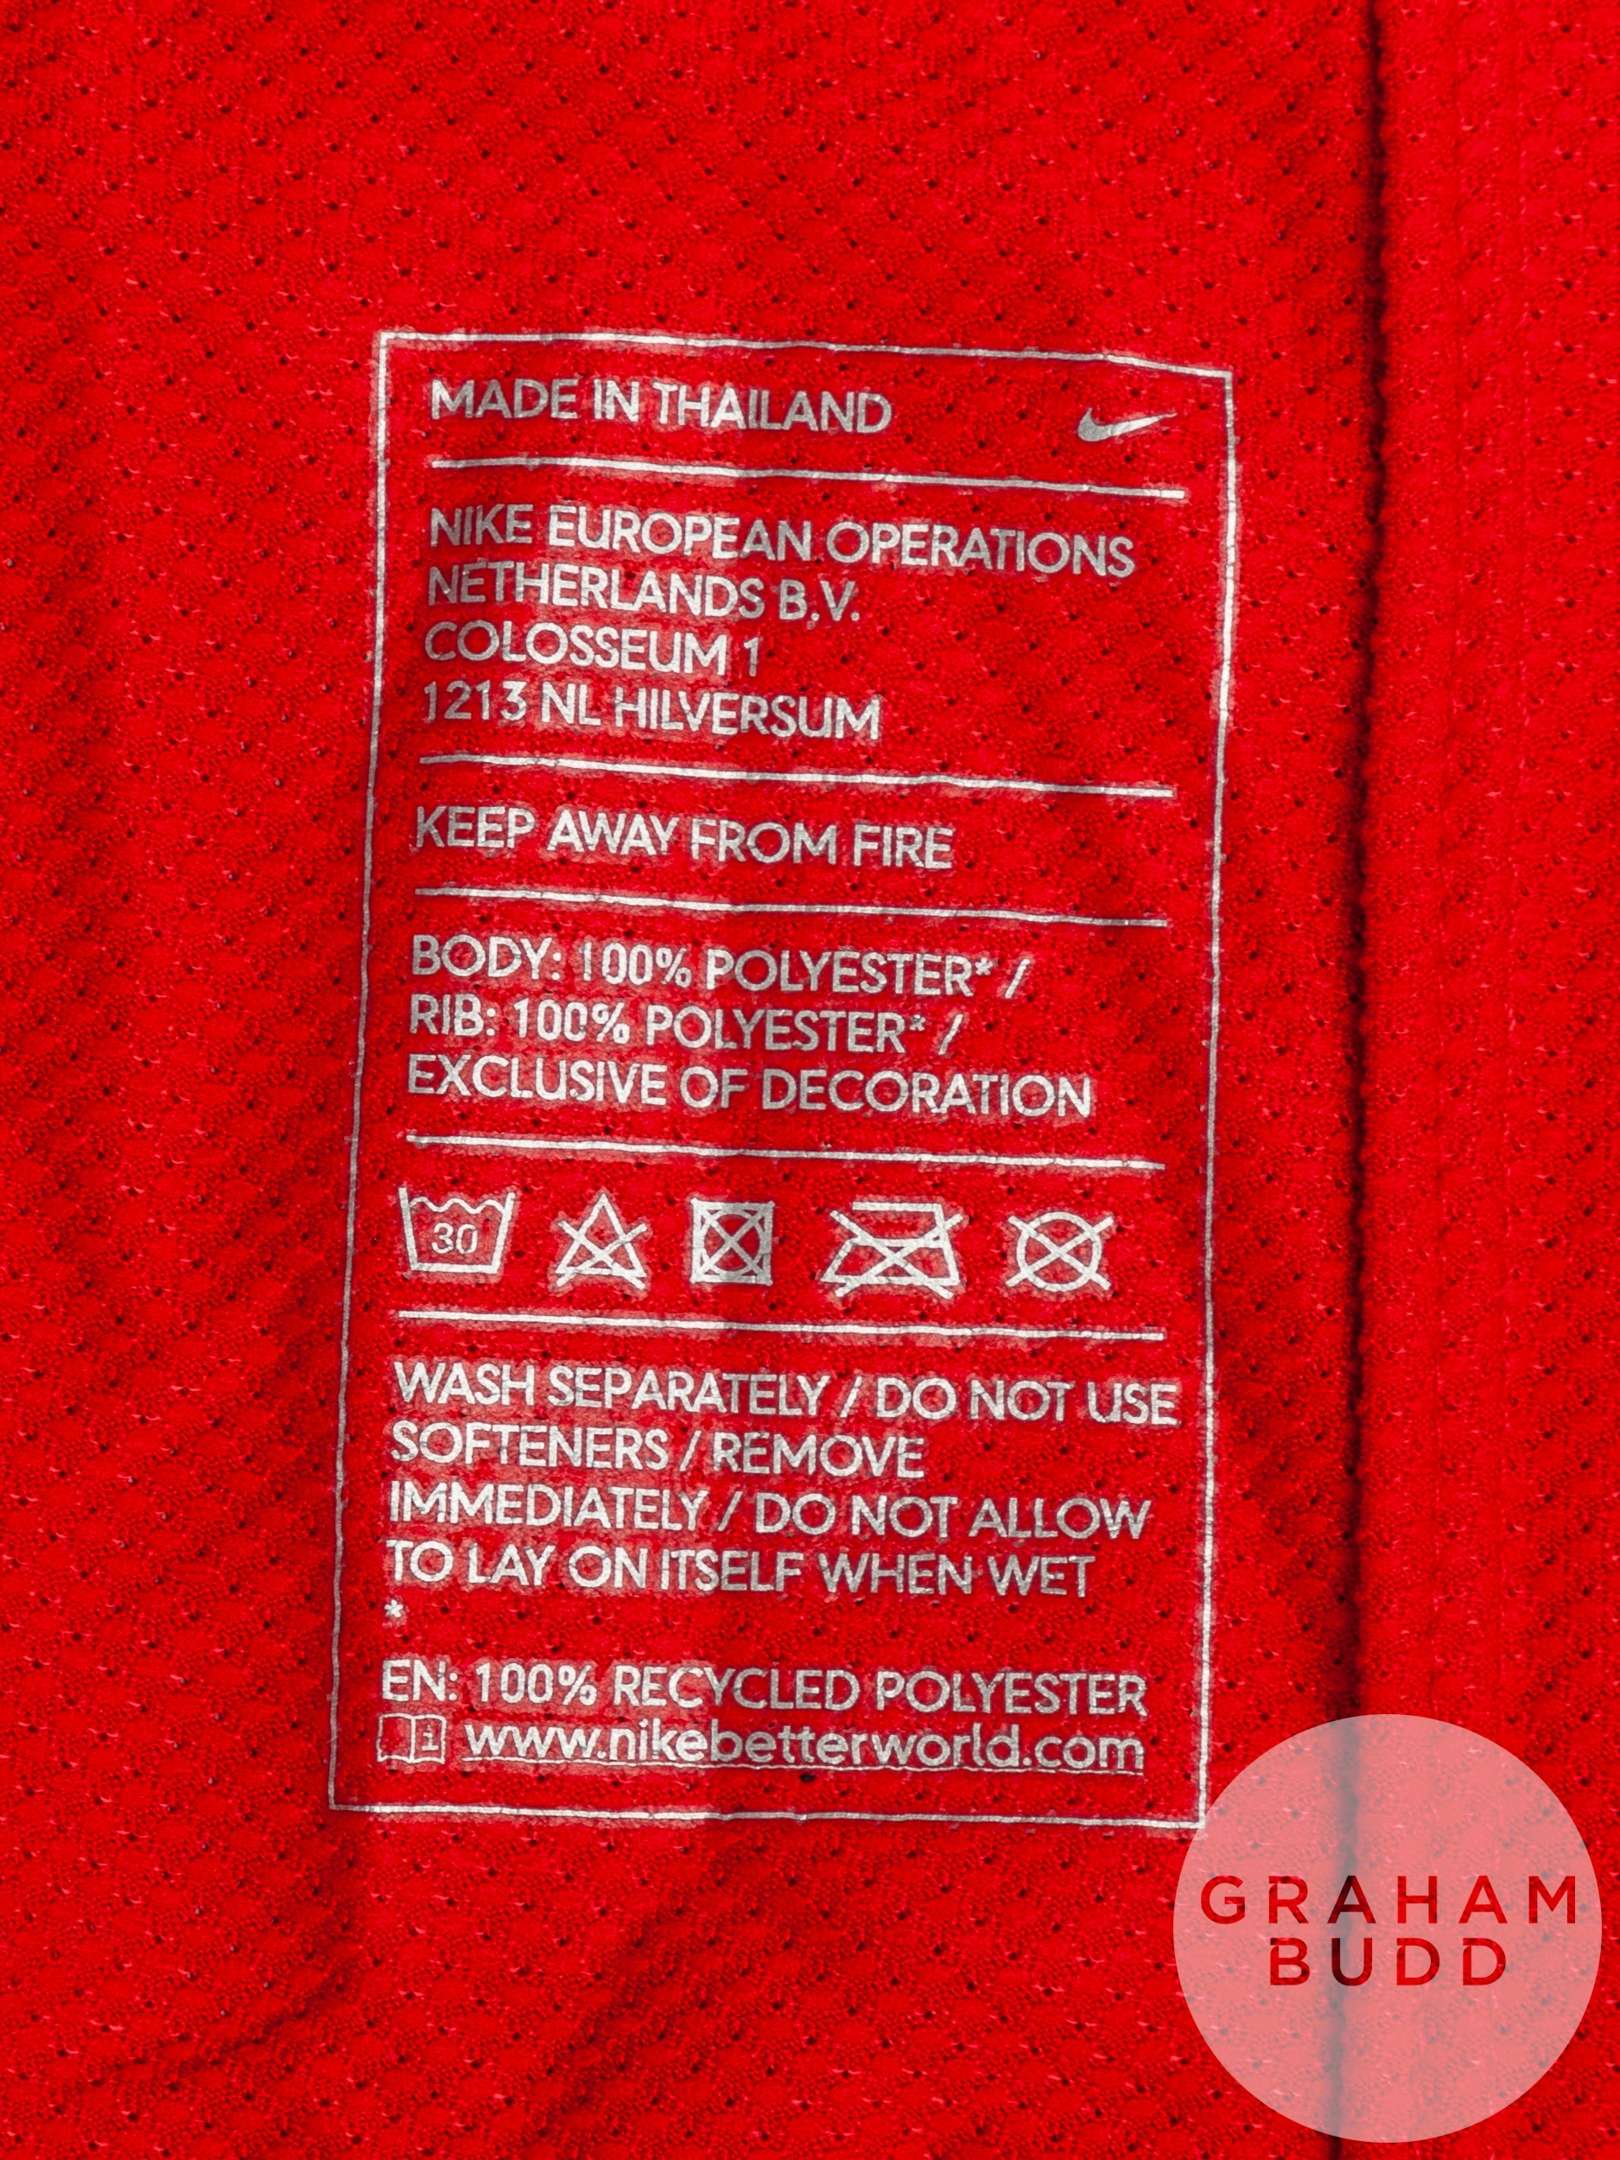 MADE IN THAILAND
NIKE EUROPEAN OPERATIONS
NETHERLANDS B.V.
COLOSSEUM 1
1213 NL HILVERSUM
KEEP AWAY FROM FIRE
BODY: 100% POLYESTER* /
RIB: 100% POLYESTER* /
EXCLUSIVE OF DECORATION
30
WASH SEPARATELY / DO NOT USE
SOFTENERS / REMOVE
IMMEDIATELY / DO NOT ALLOW
TO LAY ON ITSELF WHEN WET
*
EN: 100% RECYCLED POLYESTER
1 www.nikebetterworld.com
GRAHAM
BUDD